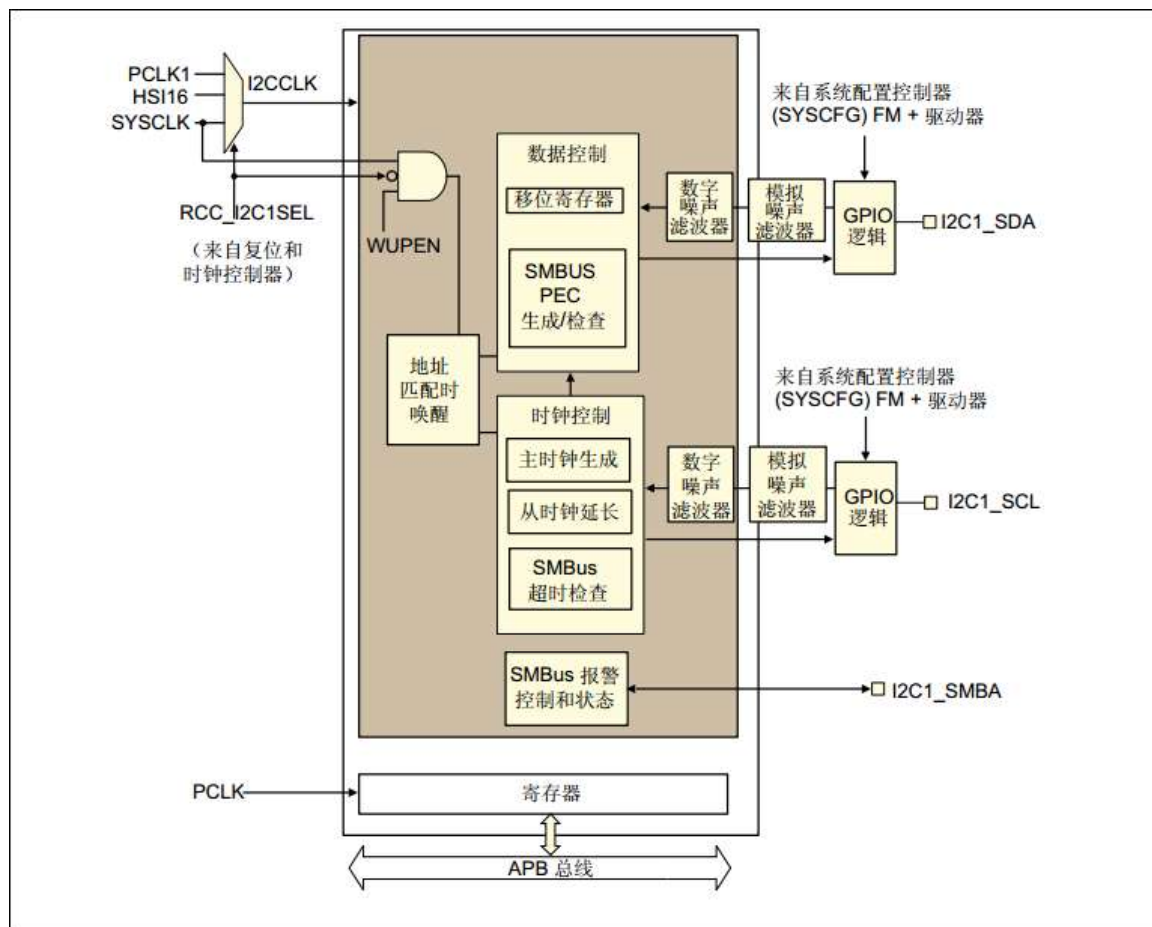 PCLK1
HSI16
SYSCLK
I2CCLK
RCC_I2C1SEL
（来自复位和
时钟控制器）
WUPEN
地址
匹配时
唤醒
数据控制
移位寄存器
SMBUS
PEC
生成/检查
数字
噪声
滤波器
模拟
噪声
滤波器
来自系统配置控制器
(SYSCFG) FM + 驱动器
GPIO
逻辑
I2C1_SDA
时钟控制
主时钟生成
从时钟延长
SMBus
超时检查
数字
噪声
滤波器
模拟
噪声
滤波器
来自系统配置控制器
(SYSCFG) FM + 驱动器
GPIO
逻辑
I2C1_SCL
SMBus 报警
控制和状态
I2C1_SMBA
PCLK
寄存器
APB 总线